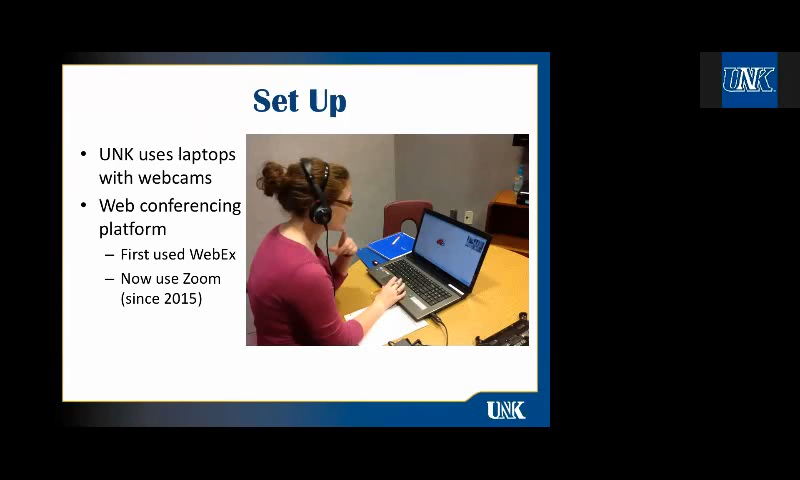 Set Up
• UNK uses laptops
with webcams
• Web conferencing
platform
– First used WebEx
– Now use Zoom
(since 2015)
UNK
UNK